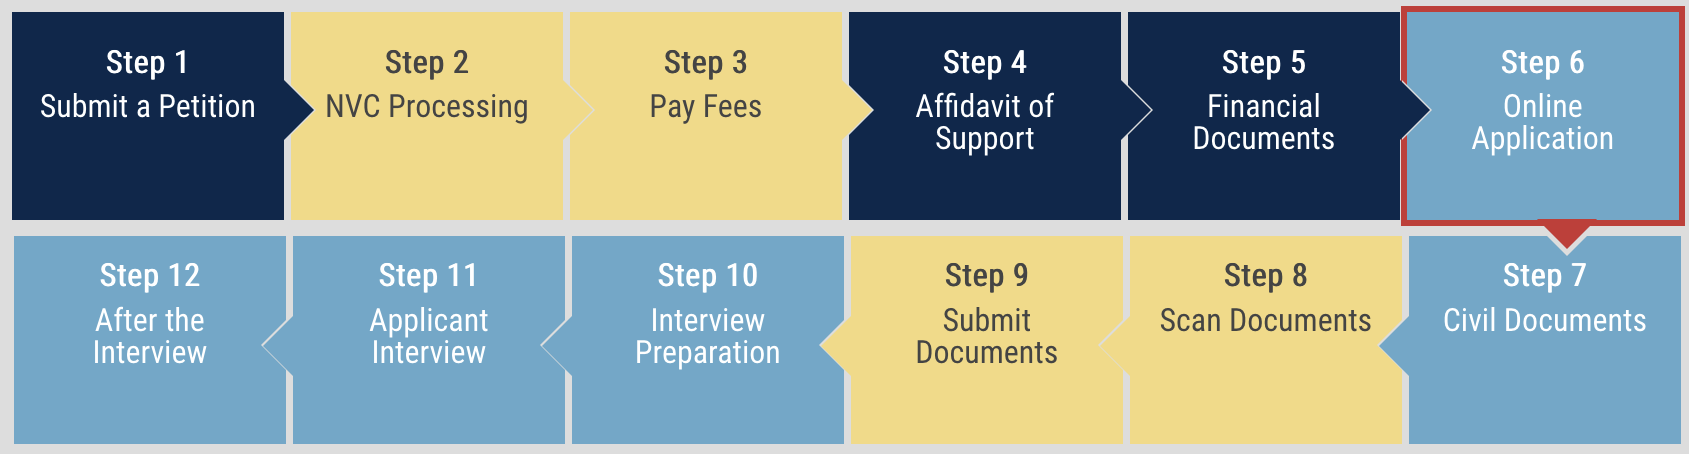 Step 1
Submit a Petition
Step 2
NVC Processing
Step 3
Pay Fees
Step 4
Affidavit of
Support
Step 5
Financial
Documents
Step 6
Online
Application
Step 7
Civil Documents
Step 8
Scan Documents
Step 9
Submit
Documents
Step 10
Interview
Preparation
Step 11
Applicant
Interview
Step 12
After the
Interview